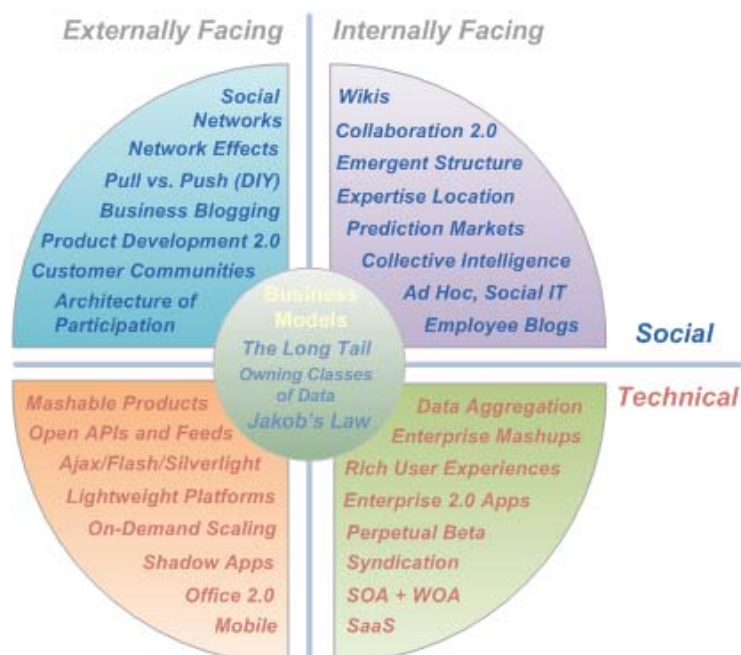 Externally Facing
Internally Facing
Social
Networks
Network Effects
Pull vs. Push (DIY)
Business Blogging
Product Development 2.0
Customer Communities
Architecture of
Participation
Wikis
Collaboration 2.0
Emergent Structure
Expertise Location
Prediction Markets
Collective Intelligence
Ad Hoc, Social IT
Employee Blogs
Social
Business
Models
The Long Tail
Owning Classes
of Data
Jakob's Law
Technical
Mashable Products
Open APIs and Feeds
Ajax/Flash/Silverlight
Lightweight Platforms
On-Demand Scaling
Shadow Apps
Office 2.0
Mobile
Data Aggregation
Enterprise Mashups
Rich User Experiences
Enterprise 2.0 Apps
Perpetual Beta
Syndication
SOA + WOA
SaaS